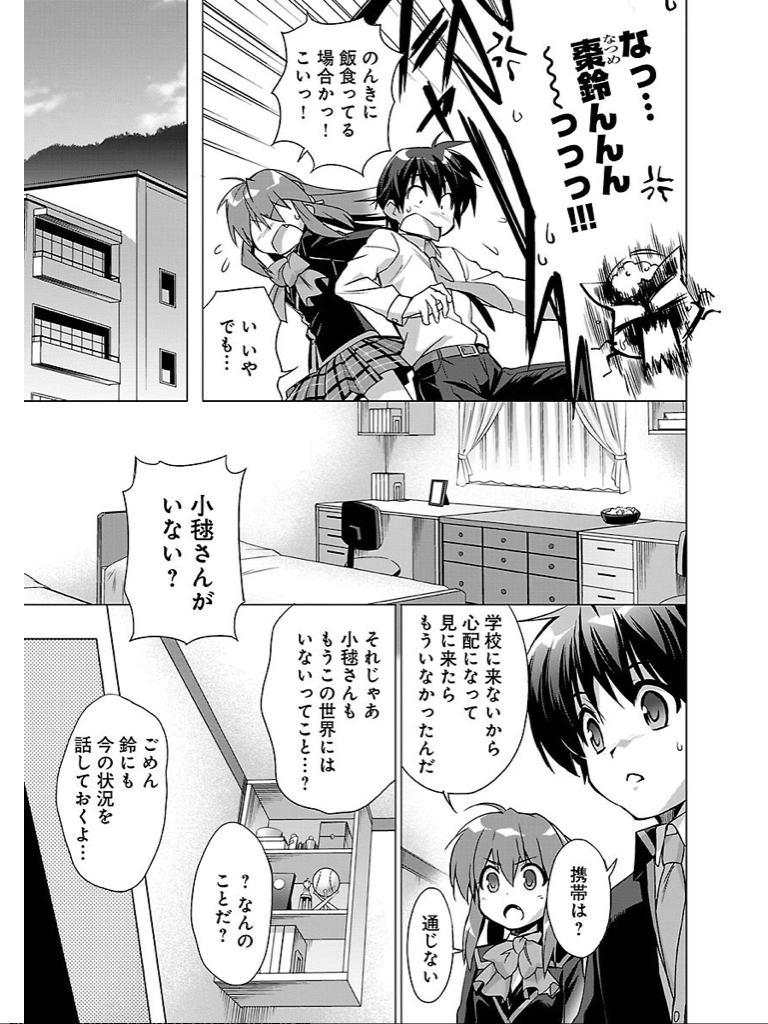 なっ…
棗鈴んんん
なつめ
～～～っつっ!!!
のんきに
飯食ってる
場合かっ！
こいっ！
い いや
でも…
小毬さんが
いない？
学校に来ないから
心配になって
見に来たら
もういなかったんだ
携帯は？
通じない
それじゃあ
小毬さんも
もうこの世界には
いないってこと…？
？なんの
ことだ？
ごめん
鈴にも
今の状況を
話しておくよ…